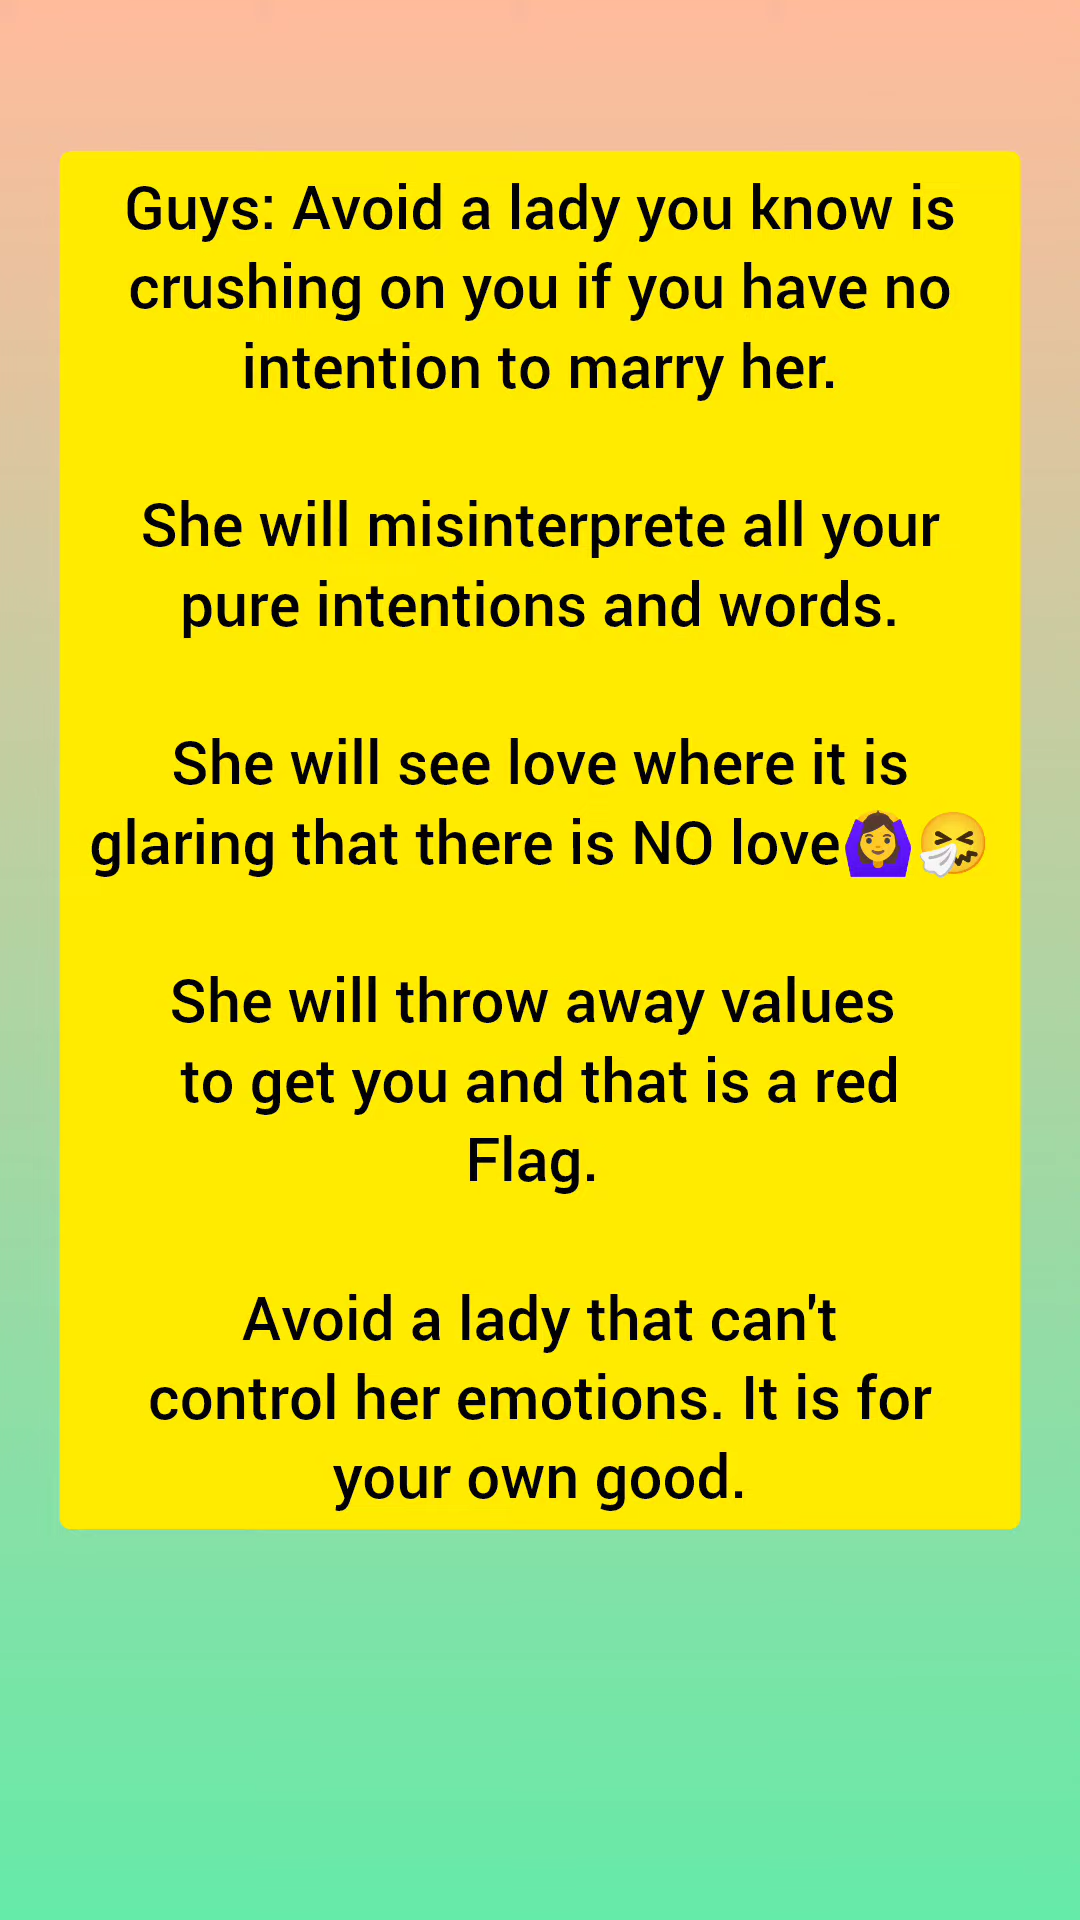 Guys: Avoid a lady you know is
crushing on you if you have no
intention to marry her.
She will misinterprete all your
pure intentions and words.
She will see love where it is
glaring that there is NO love🙆‍♀️🤧
She will throw away values
to get you and that is a red
Flag.
Avoid a lady that can't
control her emotions. It is for
your own good.